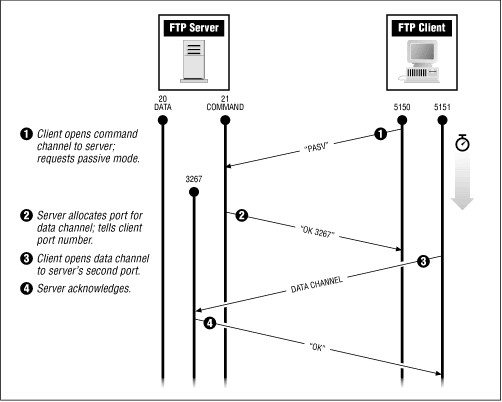 FTP Server
FTP Client
20
DATA
21
COMMAND
5150
5151
1 Client opens command
channel to server;
requests passive mode.
1
"PASV"
3267
2 Server allocates port for
data channel; tells client
port number.
2
"OK 3267"
3 Client opens data channel
to server's second port.
3
DATA CHANNEL
4 Server acknowledges.
4
"OK"